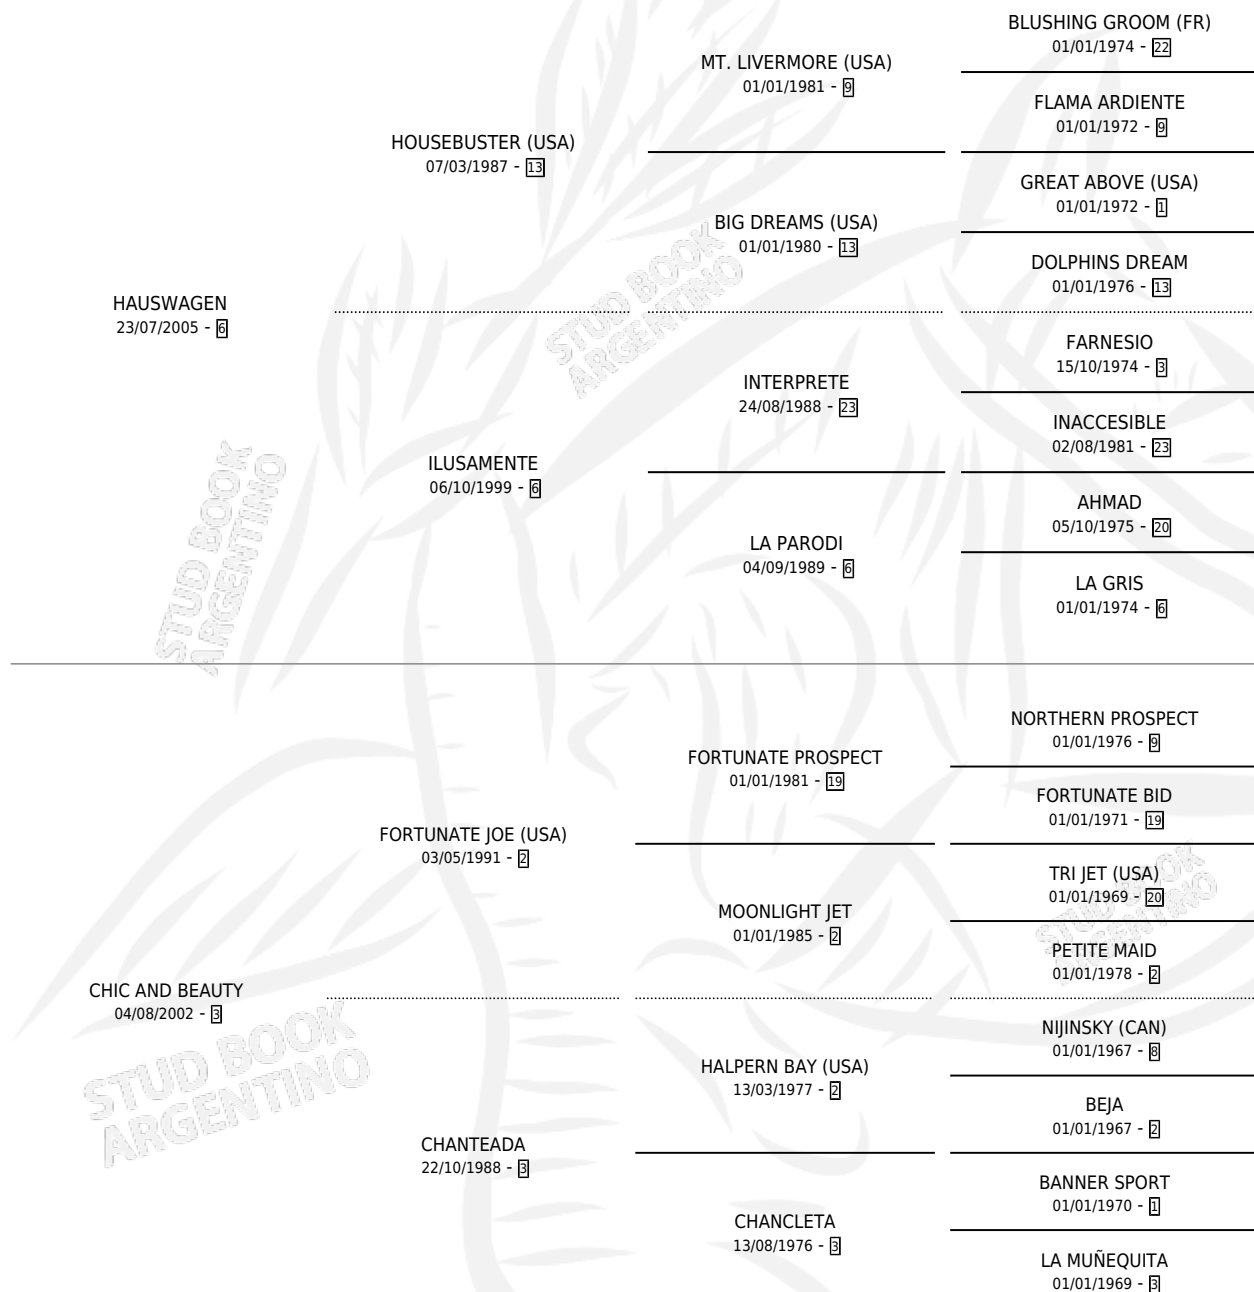 BLUSHING GROOM (FR)
01/01/1974 - 22
MT. LIVERMORE (USA)
01/01/1981 - 9
FLAMA ARDIENTE
01/01/1972 - 9
HOUSEBUSTER (USA)
07/03/1987 - 13
GREAT ABOVE (USA)
01/01/1972 - 1
BIG DREAMS (USA)
01/01/1980 - 13
DOLPHINS DREAM
01/01/1976 - 13
HAUSWAGEN
23/07/2005 - 6
FARNESIO
15/10/1974 - 3
INTERPRETE
24/08/1988 - 23
INACCESIBLE
02/08/1981 - 23
ILUSAMENTE
06/10/1999 - 6
AHMAD
05/10/1975 - 20
LA PARODI
04/09/1989 - 6
LA GRIS
01/01/1974 - 6
STUD BOOK
ARGENTINO
STUD BOOK
ARGENTINO
NORTHERN PROSPECT
01/01/1976 - 9
FORTUNATE PROSPECT
01/01/1981 - 19
FORTUNATE BID
01/01/1971 - 19
FORTUNATE JOE (USA)
03/05/1991 - 2
TRI JET (USA)
01/01/1969 - 20
MOONLIGHT JET
01/01/1985 - 2
PETITE MAID
01/01/1978 - 2
CHIC AND BEAUTY
04/08/2002 - 3
NIJINSKY (CAN)
01/01/1967 - 8
HALPERN BAY (USA)
13/03/1977 - 2
BEJA
01/01/1967 - 2
CHANTEADA
22/10/1988 - 3
BANNER SPORT
01/01/1970 - 1
CHANCLETA
13/08/1976 - 3
LA MUÑEQUITA
01/01/1969 - 3
STUD BOOK
ARGENTINO
STUD BOOK
ARGENTINO